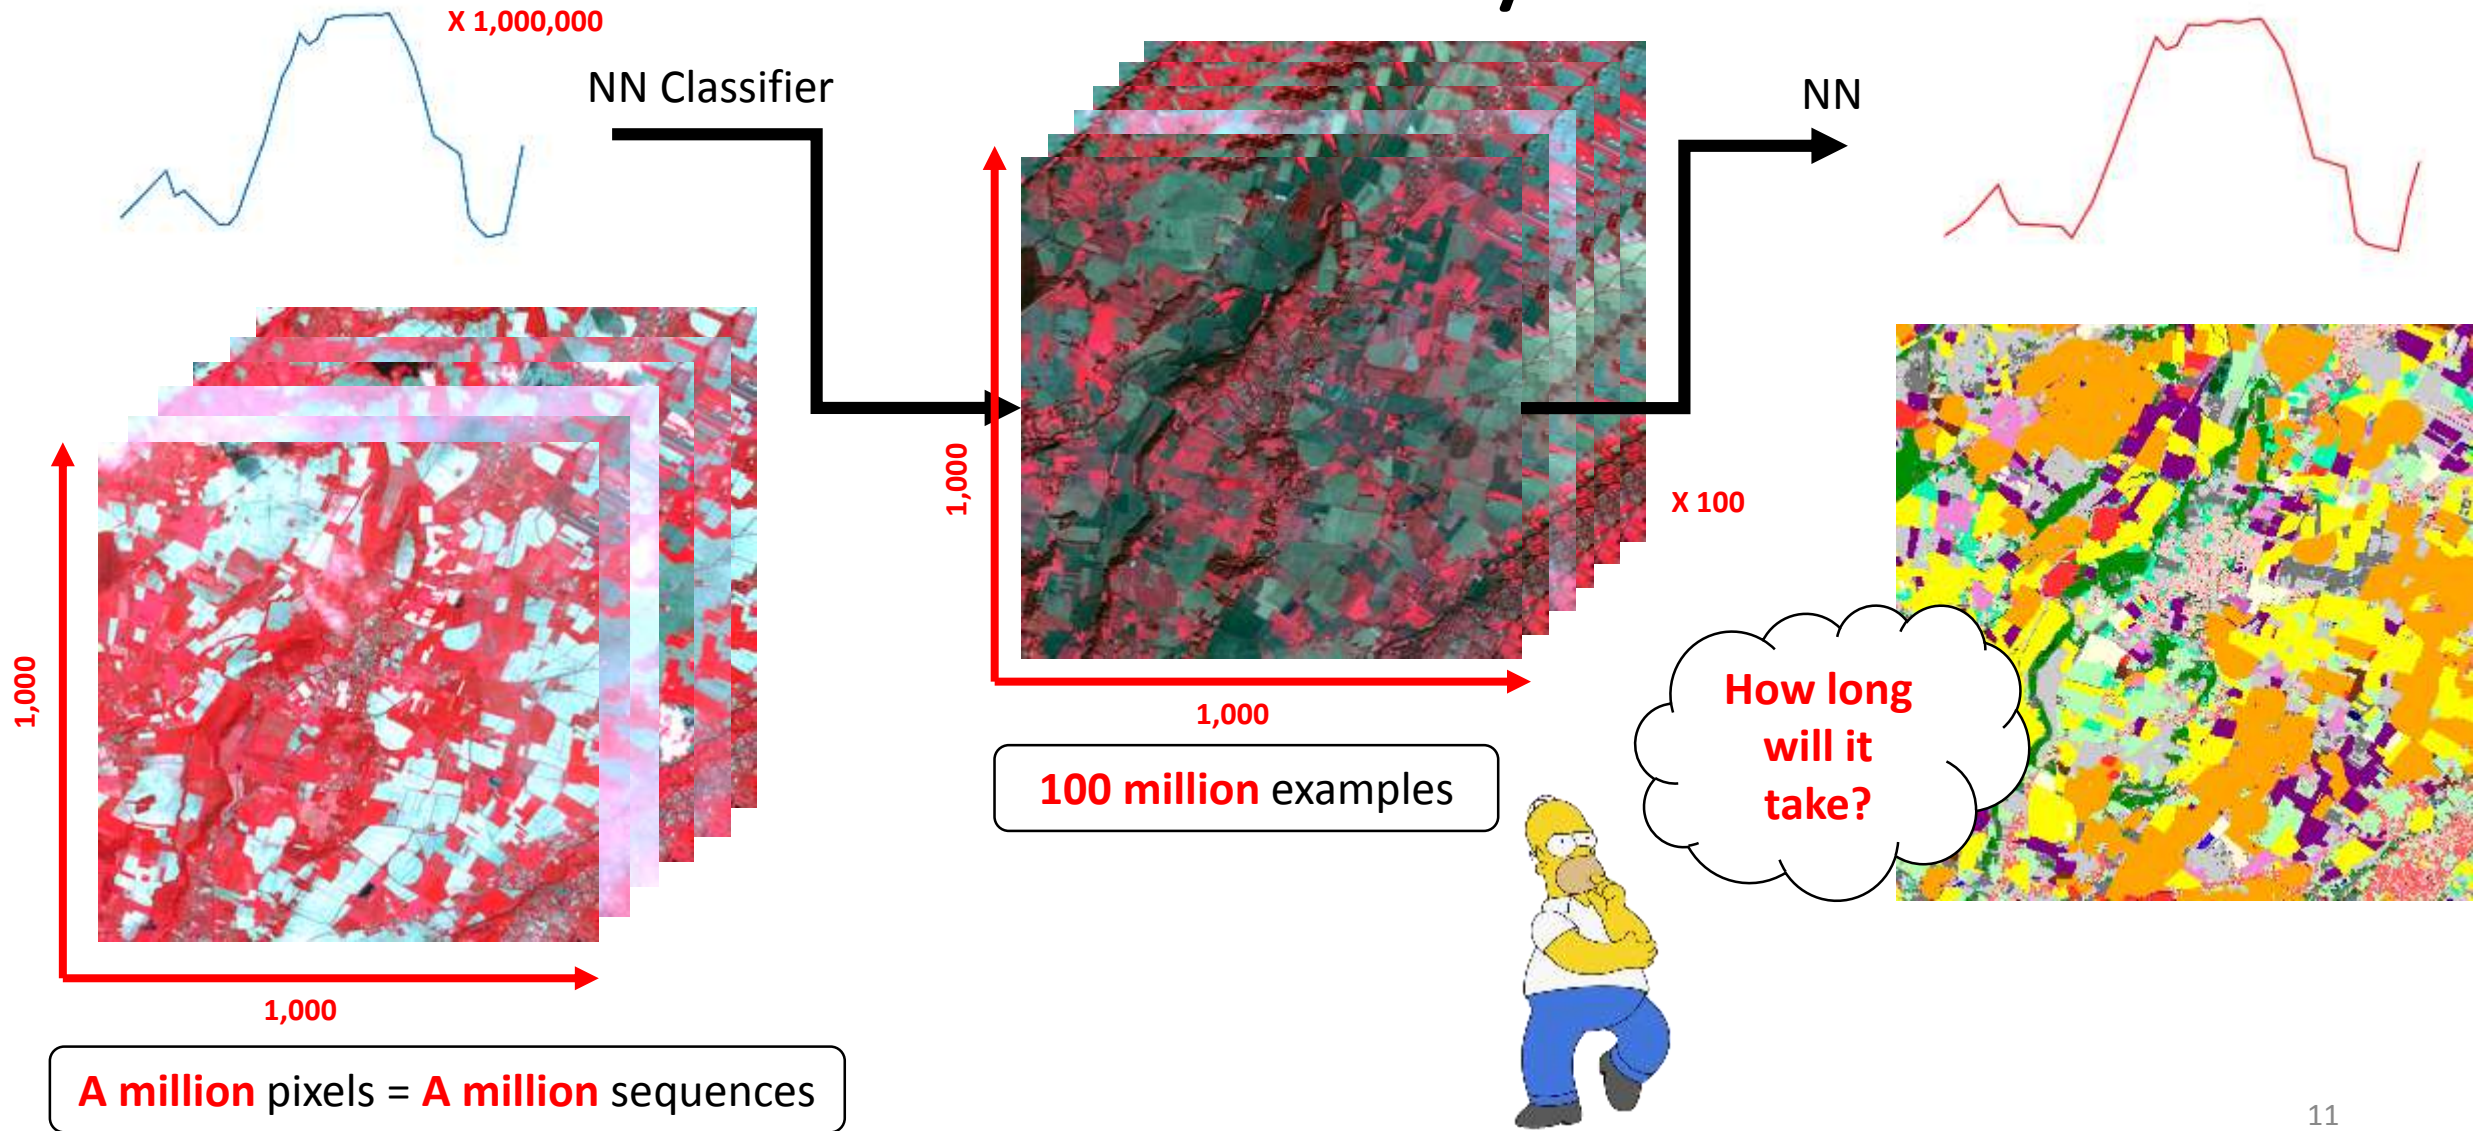 X 1,000,000
NN Classifier
NN
1,000
1,000
X 100
1,000
1,000
How long
will it
take?
100 million examples
A million pixels = A million sequences
11